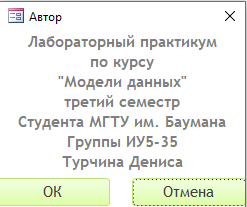 Автор
Лабораторный практикум
по курсу
"Модели данных"
третий семестр
Студента МГТУ им. Баумана
Группы ИУ5-35
Турчина Дениса
ОК
Отмена